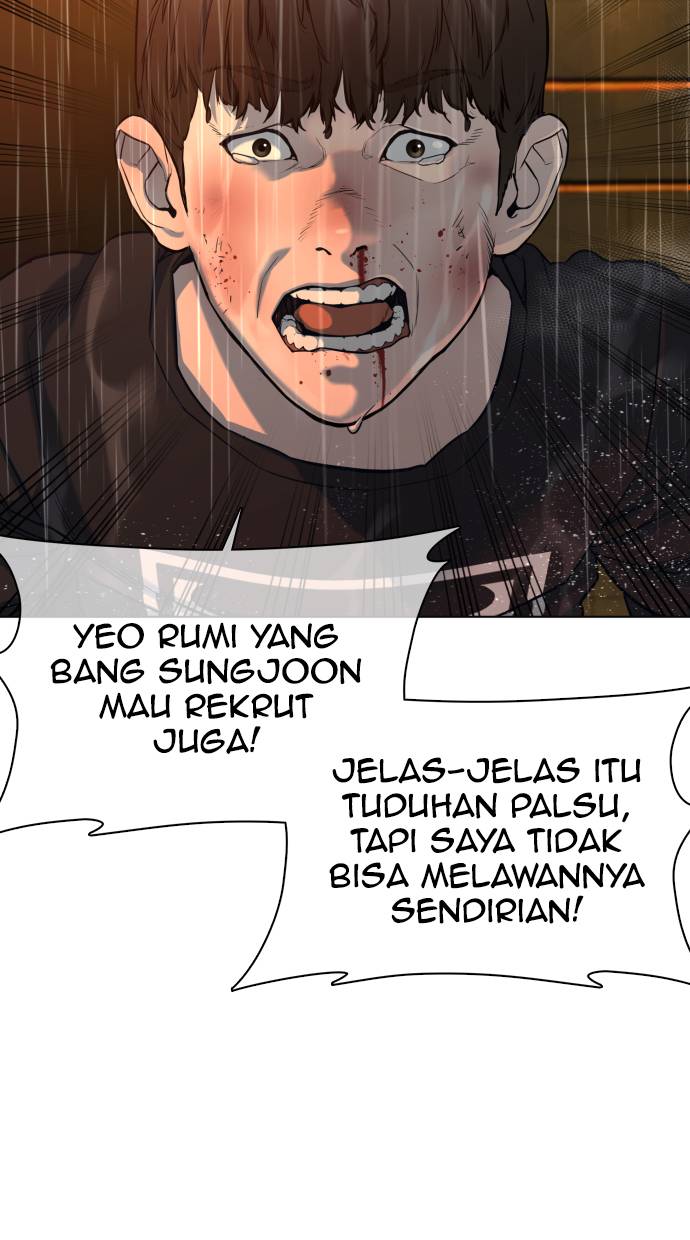 YEO RUMI YANG
BANG SUNGJOON
MAU REKRUT
JUGA!
JELAS-JELAS ITU
TUDUHAN PALSU,
TAPI SAYA TIDAK
BISA MELAWANNYA
SENDIRIAN!